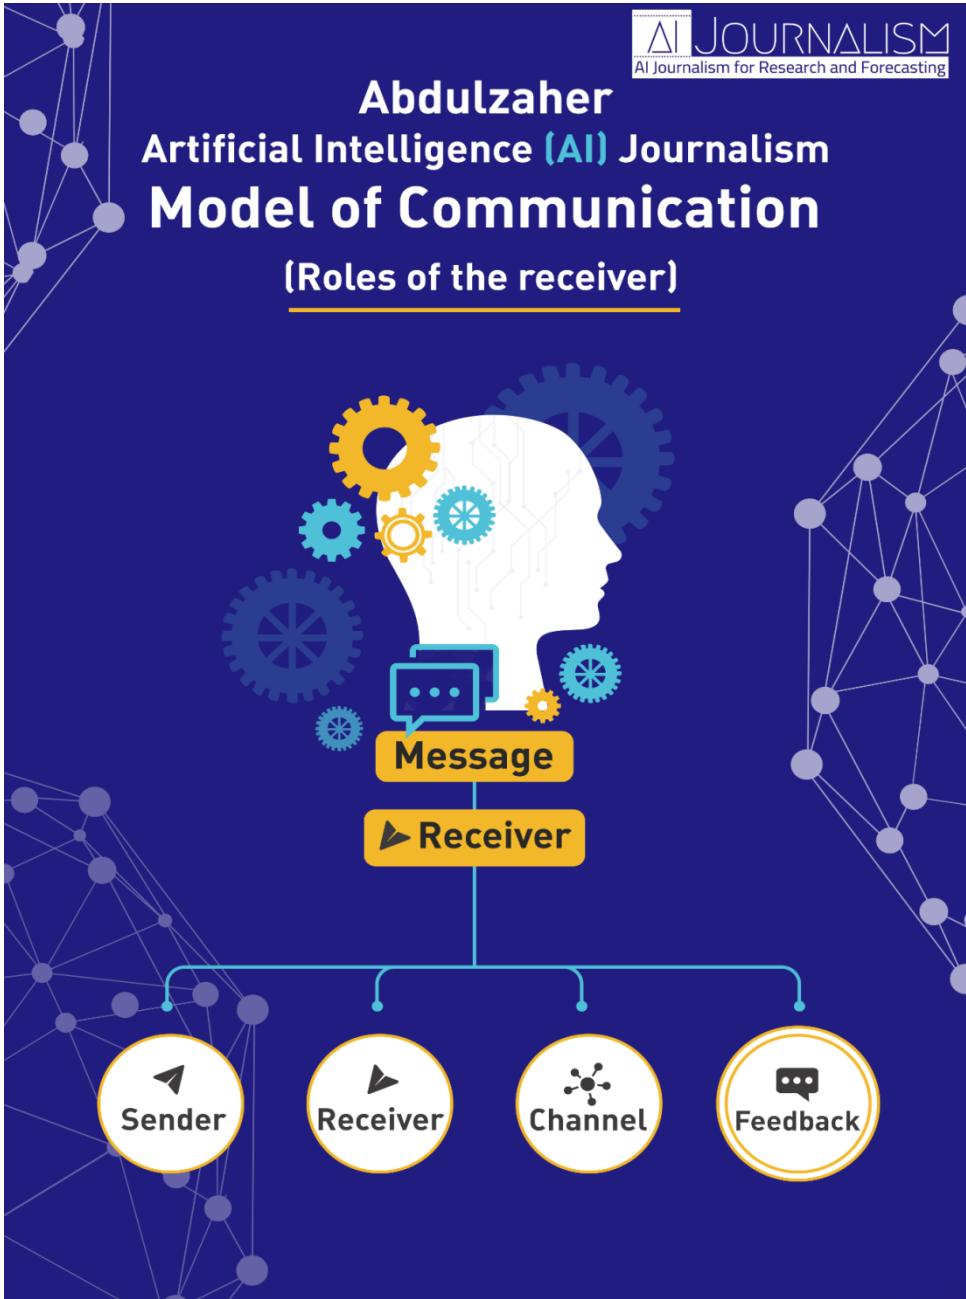 AI JOURNALISM
AI Journalism for Research and Forecasting
Abdulzaher
Artificial Intelligence (AI) Journalism
Model of Communication
(Roles of the receiver)
Message
Receiver
Sender
Receiver
Channel
Feedback